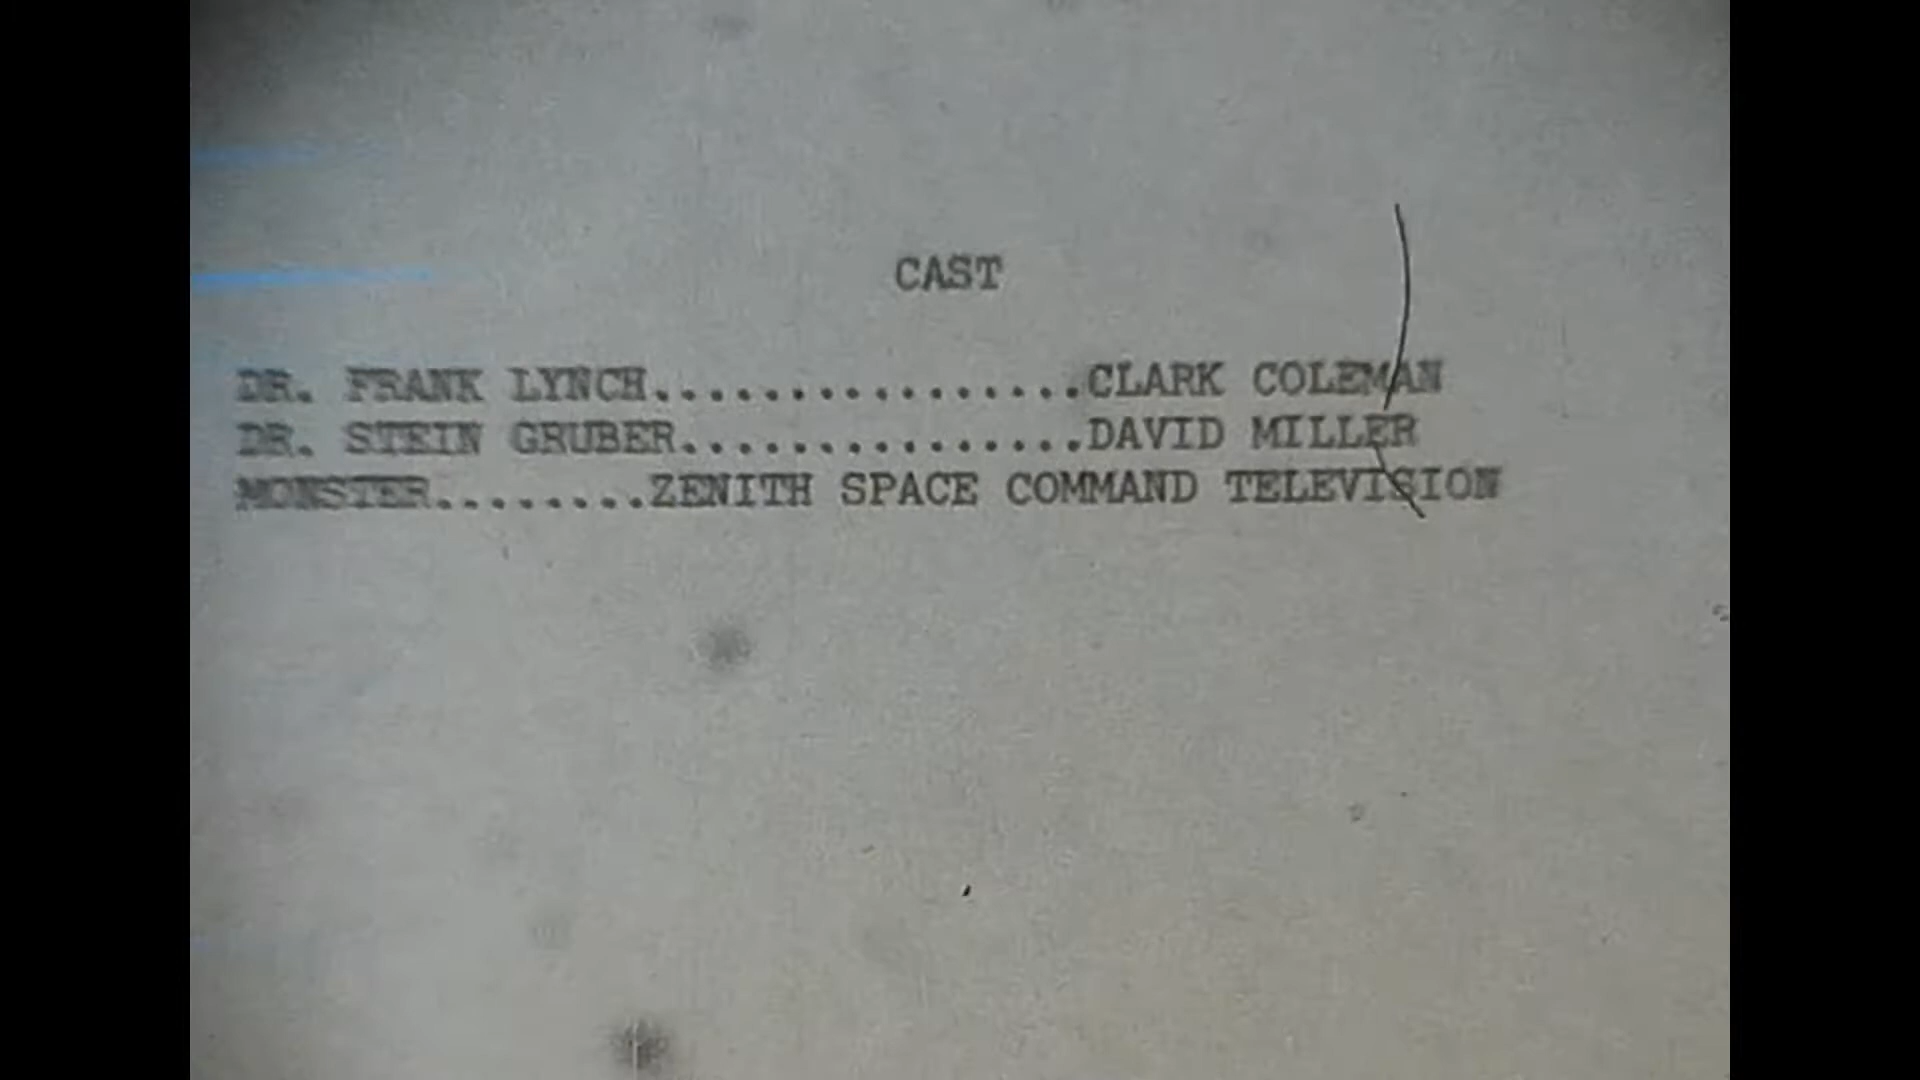 CAST
DR. FRANK LYNCH................CLARK COLEMAN
DR. STEIN GRUBER...............DAVID MILLER
MONSTER........ZENITH SPACE COMMAND TELEVISION